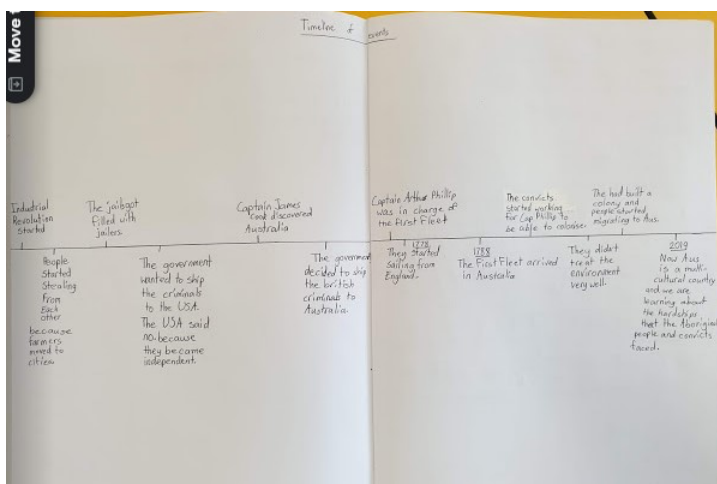 Move
Timeline of events
Industrial
Revolution
Started
The jails got
filled with
jailers.
Captain James
Cook discovered
Australia
Captain Arthur Phillip
was in charge of
the First Fleet
The convicts
started working
for Cap Phillip to
be able to colonise.
The had built a
colony and
people started
migrating to Aus.
People
Started
Stealing
From
Each
other
because
farmers
moved to
cities.
The government
wanted to ship
the criminals
to the USA.
The USA said
no because
they became
independent.
The government
decided to ship
the british
criminals to
Australia.
They Started
Sailing from
England.
1788
The First Fleet arrived
in Australia
They didn't
treat the
environment
very well.
2019
Now Aus
is a multi-
cultural country
and we are
learning about
the hardships
that the Aboriginal
people and convicts
faced.